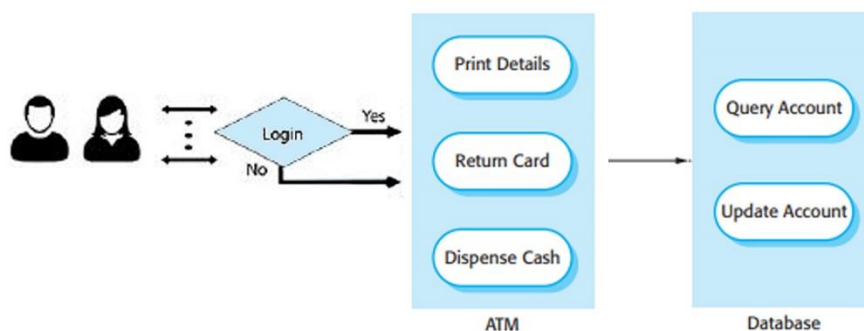 Login
Yes
No
Print Details
Return Card
Dispense Cash
ATM
Query Account
Update Account
Database